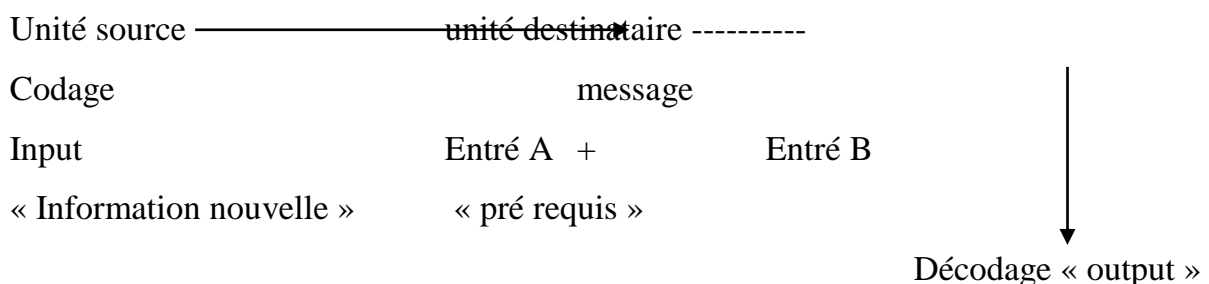 Unité source unité destinataire ----------
Codage message
Input Entré A + Entré B
« Information nouvelle » « pré requis »
Décodage « output »